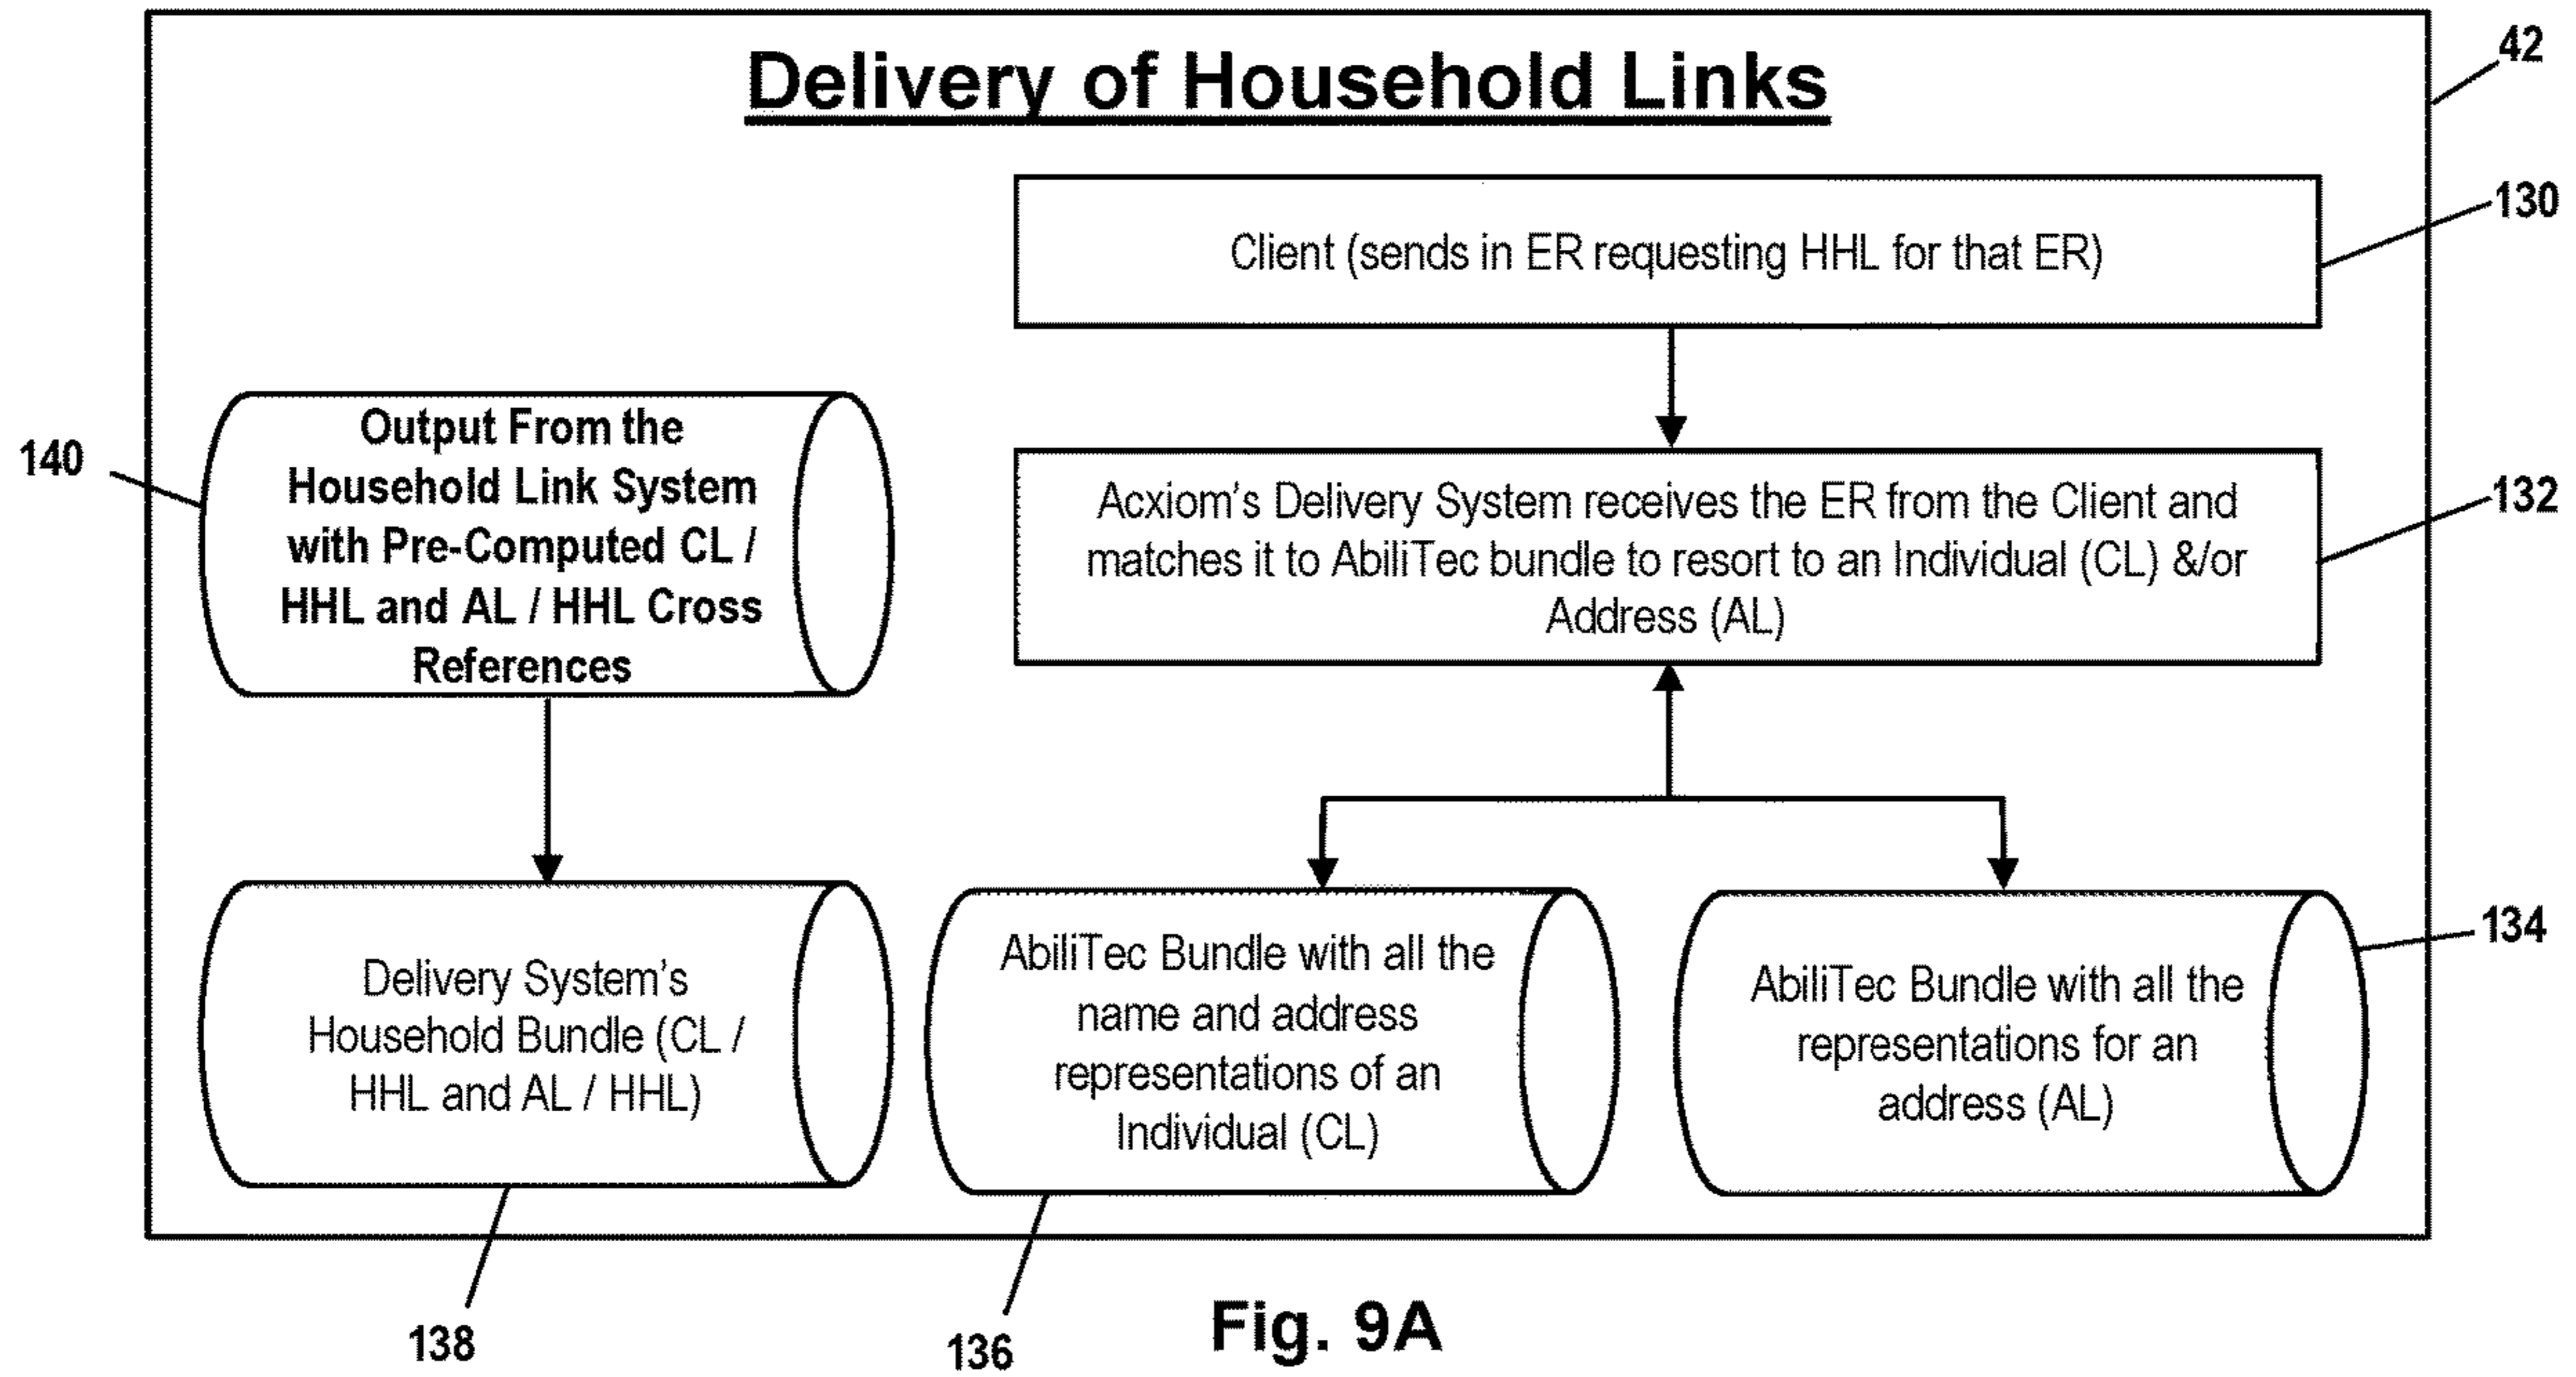 Delivery of Household Links
42
Client (sends in ER requesting HHL for that ER)
130
Output From the
Household Link System
with Pre-Computed CL /
HHL and AL / HHL Cross
References
140
Acxiom's Delivery System receives the ER from the Client and
matches it to AbiliTec bundle to resort to an Individual (CL) &/or
Address (AL)
132
Delivery System's
Household Bundle (CL /
HHL and AL / HHL)
138
AbiliTec Bundle with all the
name and address
representations of an
Individual (CL)
136
AbiliTec Bundle with all the
representations for an
address (AL)
134
Fig. 9A